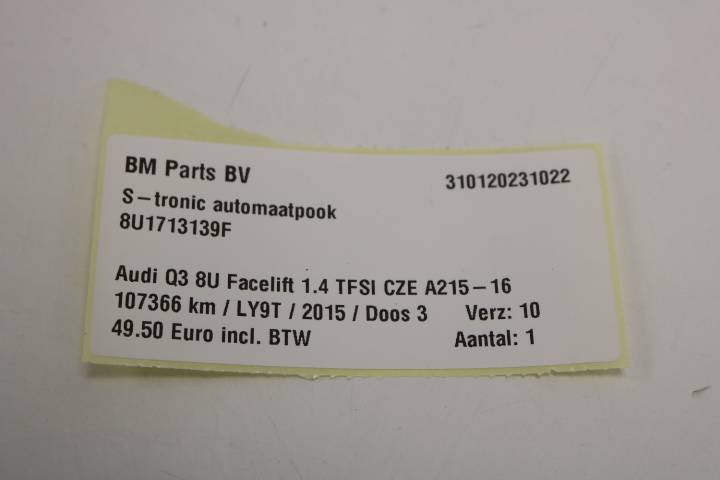 BM Parts BV 310120231022
S-tronic automaatpook
8U1713139F
Audi Q3 8U Facelift 1.4 TFSI CZE A215-16
107366 km / LY9T / 2015 / Doos 3 Verz: 10
49.50 Euro incl. BTW Aantal: 1